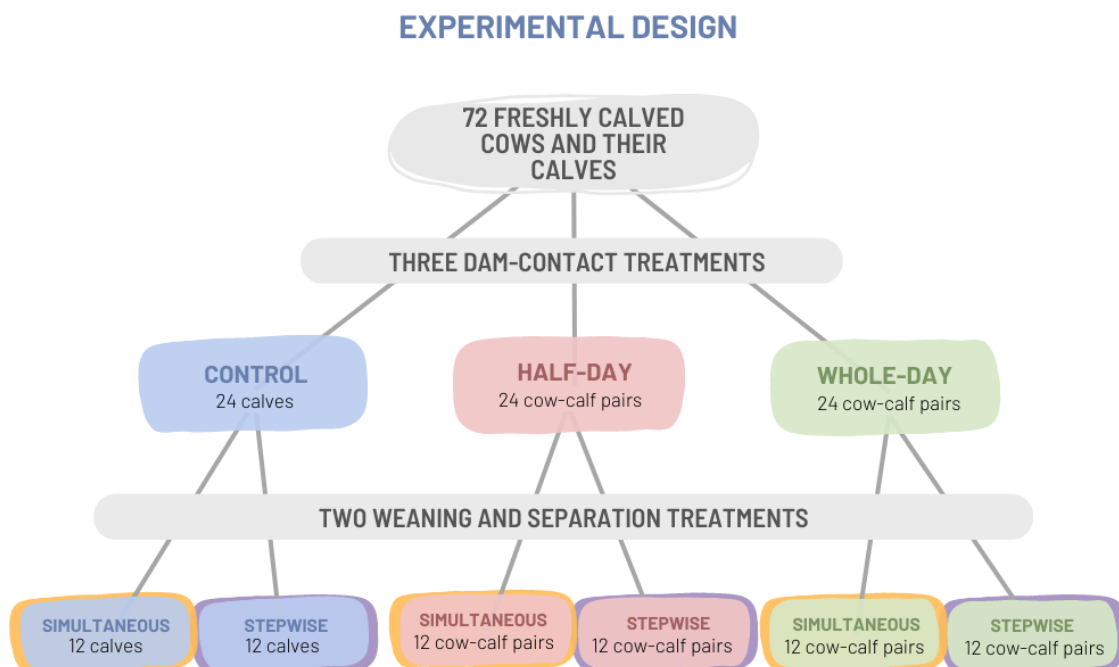 EXPERIMENTAL DESIGN
72 FRESHLY CALVED
COWS AND THEIR
CALVES
THREE DAM-CONTACT TREATMENTS
CONTROL
24 calves
HALF-DAY
24 cow-calf pairs
WHOLE-DAY
24 cow-calf pairs
TWO WEANING AND SEPARATION TREATMENTS
SIMULTANEOUS
12 calves
STEPWISE
12 calves
SIMULTANEOUS
12 cow-calf pairs
STEPWISE
12 cow-calf pairs
SIMULTANEOUS
12 cow-calf pairs
STEPWISE
12 cow-calf pairs